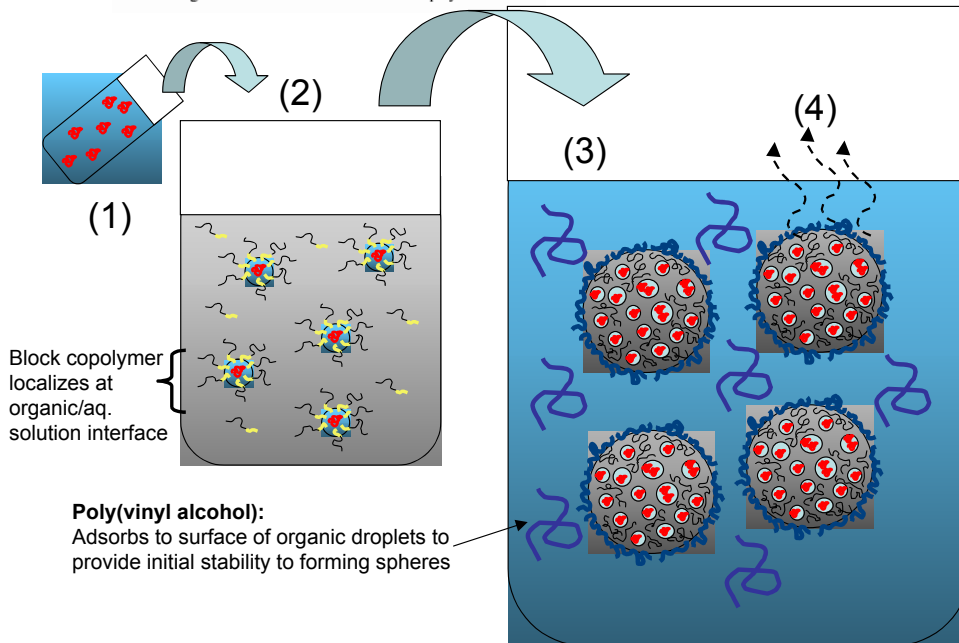 (1)
(2)
(3)
(4)
Block copolymer
localizes at
organic/aq.
solution interface
Poly(vinyl alcohol):
Adsorbs to surface of organic droplets to
provide initial stability to forming spheres